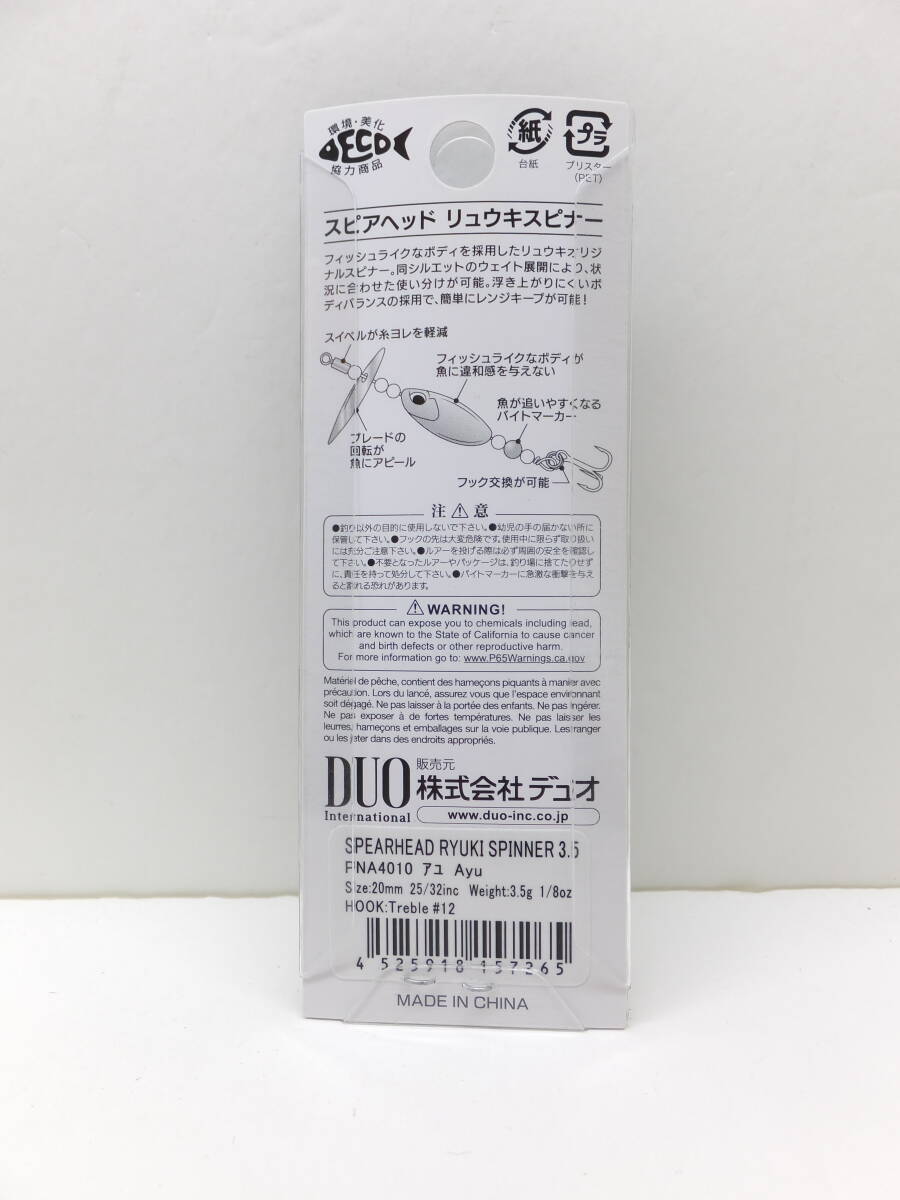 環境・美化
ECO
協力商品
紙
台紙
プラ
ブリスター
(PET)
スピアヘッド リュウキスピナー
フィッシュライクなボディを採用したリュウキオリジ
ナルスピナー。同シルエットのウェイト展開により、状
況に合わせた使い分けが可能。浮き上がりにくいボ
ディバランスの採用で、簡単にレンジキープが可能!
スイベルが糸ヨレを軽減
フィッシュライクなボディが
魚に違和感を与えない
魚が追いやすくなる
バイトマーカー
ブレードの
回転が
魚にアピール
フック交換が可能
注 意
●釣り以外の目的に使用しないで下さい。●幼児の手の届かない所に
保管して下さい。●フックの先は大変危険です。使用中に限らず取り扱い
には充分ご注意下さい。●ルアーを投げる際は必ず周囲の安全を確認し
て下さい。●不要となったルアーやパッケージは、釣り場に捨てたりせず
に、責任を持って処分して下さい。●バイトマーカーに急激な衝撃を与え
ると割れる恐れがあります。
WARNING!
This product can expose you to chemicals including lead,
which are known to the State of California to cause cancer
and birth defects or other reproductive harm.
For more information go to: www.P65Warnings.ca.gov
Matériel de pêche, contient des hameçons piquants à manier avec
précaution. Lors du lancé, assurez vous que l'espace environnant
soit dégagé. Ne pas laisser à la portée des enfants. Ne pas ingérer.
Ne pas exposer à de fortes températures. Ne pas laisser les
leurres, hameçons et emballages sur la voie publique. Les ranger
ou les jeter dans des endroits appropriés.
DUO
International
販売元
株式会社デュオ
www.duo-inc.co.jp
SPEARHEAD RYUKI SPINNER 3.5
PNA4010 アユ Ayu
Size:20mm 25/32inc Weight:3.5g 1/8oz
HOOK:Treble #12
4 525918 157265
MADE IN CHINA